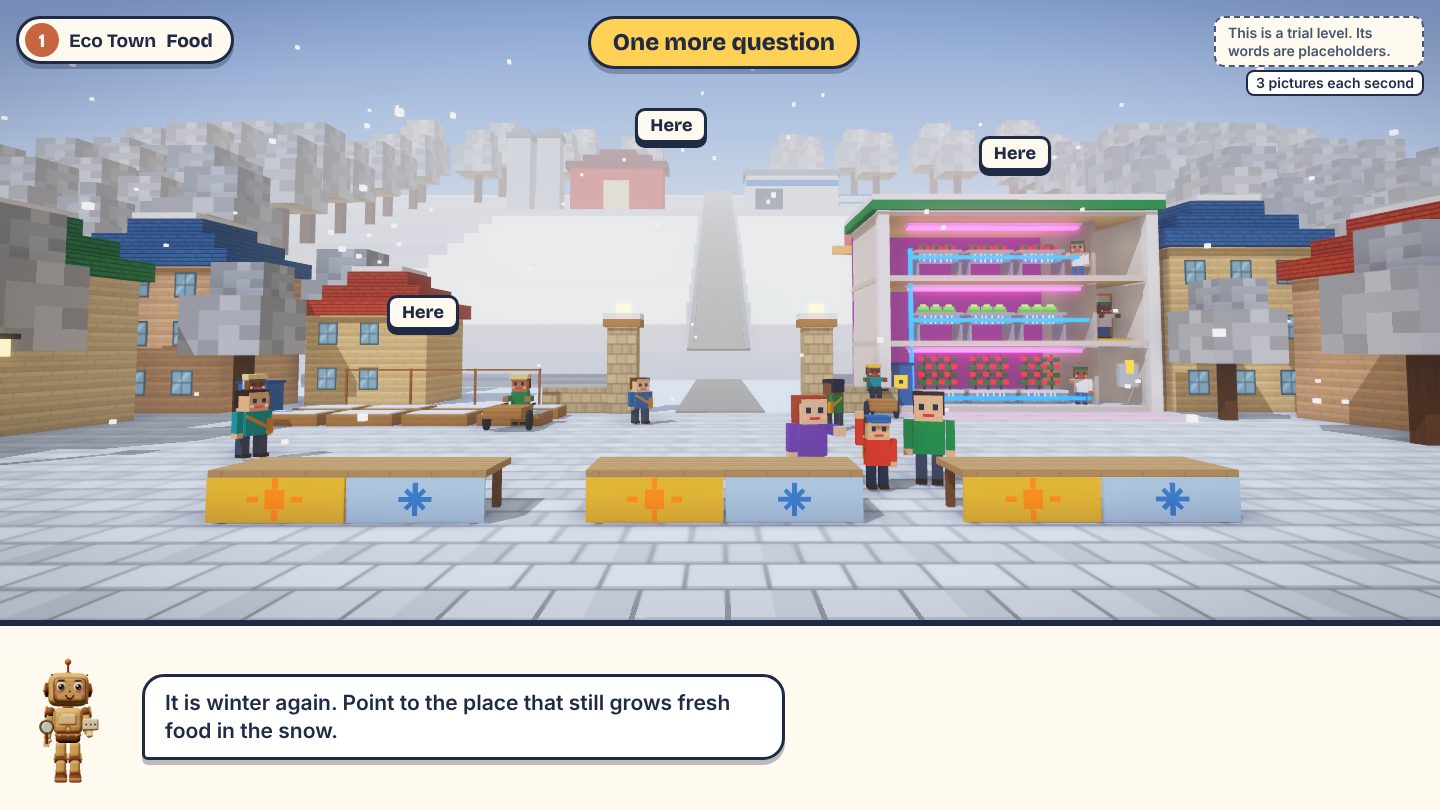 1 Eco Town Food
One more question
This is a trial level. Its
words are placeholders.
3 pictures each second
Here
Here
Here
It is winter again. Point to the place that still grows fresh
food in the snow.